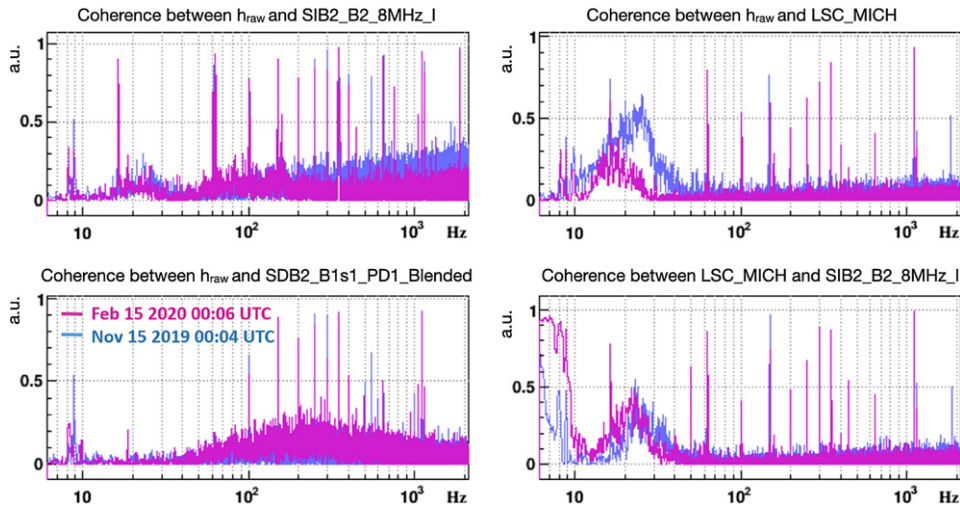 Coherence between hraw and SIB2_B2_8MHz_I
a.u.
1
0.5
0
10
10²
10³
Hz
Coherence between hraw and LSC_MICH
a.u.
1
0.5
0
10
10²
10³
Hz
Coherence between hraw and SDB2_B1s1_PD1_Blended
a.u.
1
Feb 15 2020 00:06 UTC
Nov 15 2019 00:04 UTC
0.5
0
10
10²
10³
Hz
Coherence between LSC_MICH and SIB2_B2_8MHz_I
a.u.
1
0.5
0
10
10²
10³
Hz